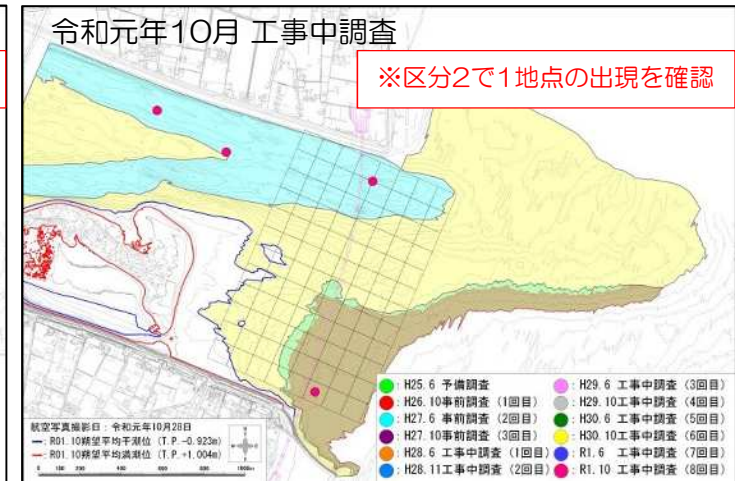 令和元年10月 工事中調査
※区分2で1地点の出現を確認
航空写真撮影日：令和元年10月28日
: R01.10朔望平均干潮位（T.P.-0.923m）
: R01.10朔望平均満潮位（T.P.+1.004m）
: H25.6 予備調査
: H26.10事前調査（1回目）
: H27.6 事前調査（2回目）
: H27.10事前調査（3回目）
: H28.6 工事中調査（1回目）
: H28.11工事中調査（2回目）
: H29.6 工事中調査（3回目）
: H29.10工事中調査（4回目）
: H30.6 工事中調査（5回目）
: H30.10工事中調査（6回目）
: R1.6 工事中調査（7回目）
: R1.10 工事中調査（8回目）